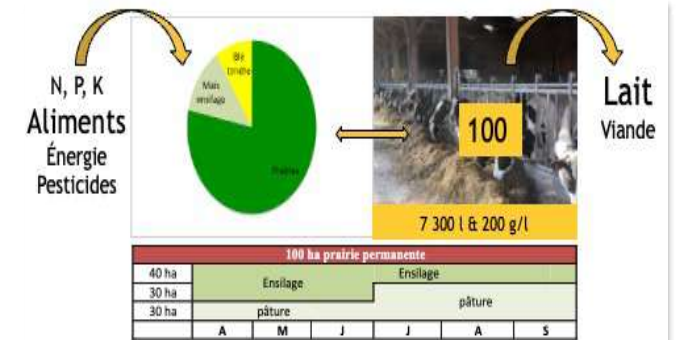 N, P, K
Aliments
Énergie
Pesticides
Blé
tendre
Maïs
ensilage
Prairies
100
7 300 l & 200 g/l
Lait
Viande
100 ha prairie permanente
40 ha
30 ha
30 ha
Ensilage
Ensilage
pâture
pâture
A M J J A S